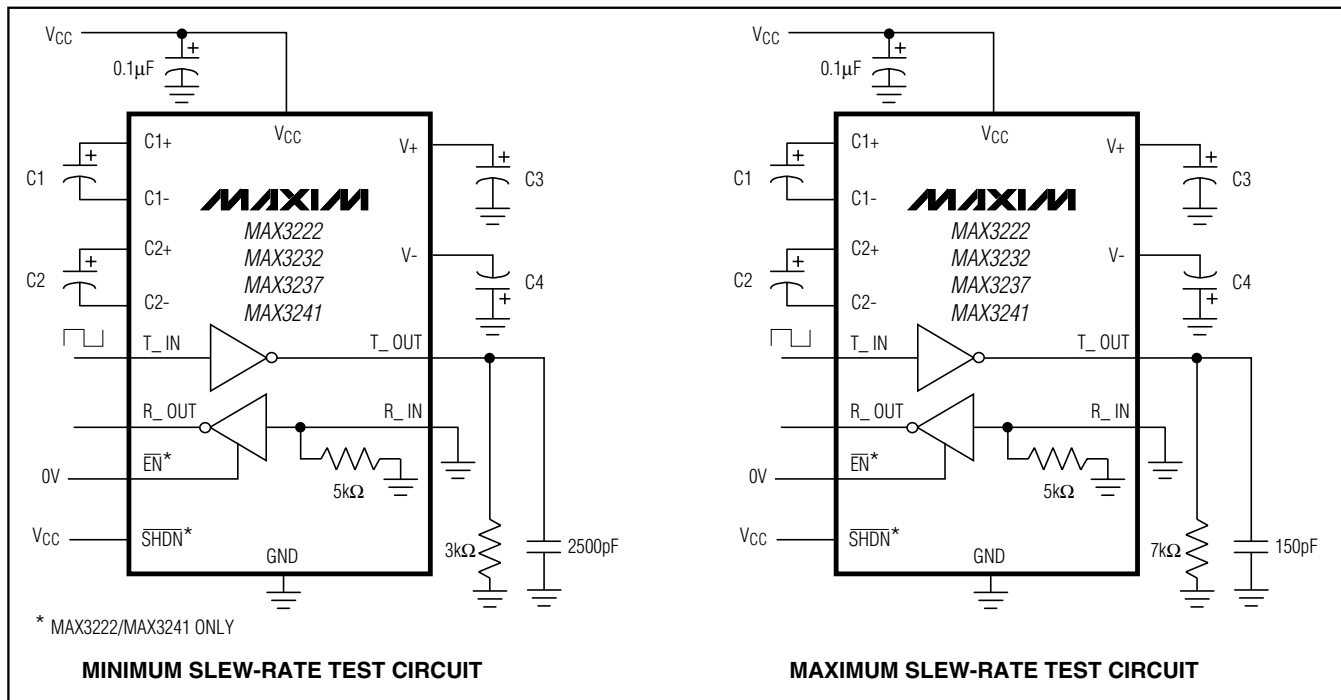 VCC
0.1µF
+
VCC
C1+
C1
+
C1-
C2+
C2
+
C2-
V+
+
C3
V-
C4
+
MAXIM
MAX3222
MAX3232
MAX3237
MAX3241
T_ IN
T_ OUT
R_ OUT
R_ IN
0V
EN*
5kΩ
VCC
SHDN*
GND
3kΩ
2500pF
* MAX3222/MAX3241 ONLY
MINIMUM SLEW-RATE TEST CIRCUIT
VCC
0.1µF
+
VCC
C1+
C1
+
C1-
C2+
C2
+
C2-
V+
+
C3
V-
C4
+
MAXIM
MAX3222
MAX3232
MAX3237
MAX3241
T_ IN
T_ OUT
R_ OUT
R_ IN
0V
EN*
5kΩ
VCC
SHDN*
GND
7kΩ
150pF
MAXIMUM SLEW-RATE TEST CIRCUIT